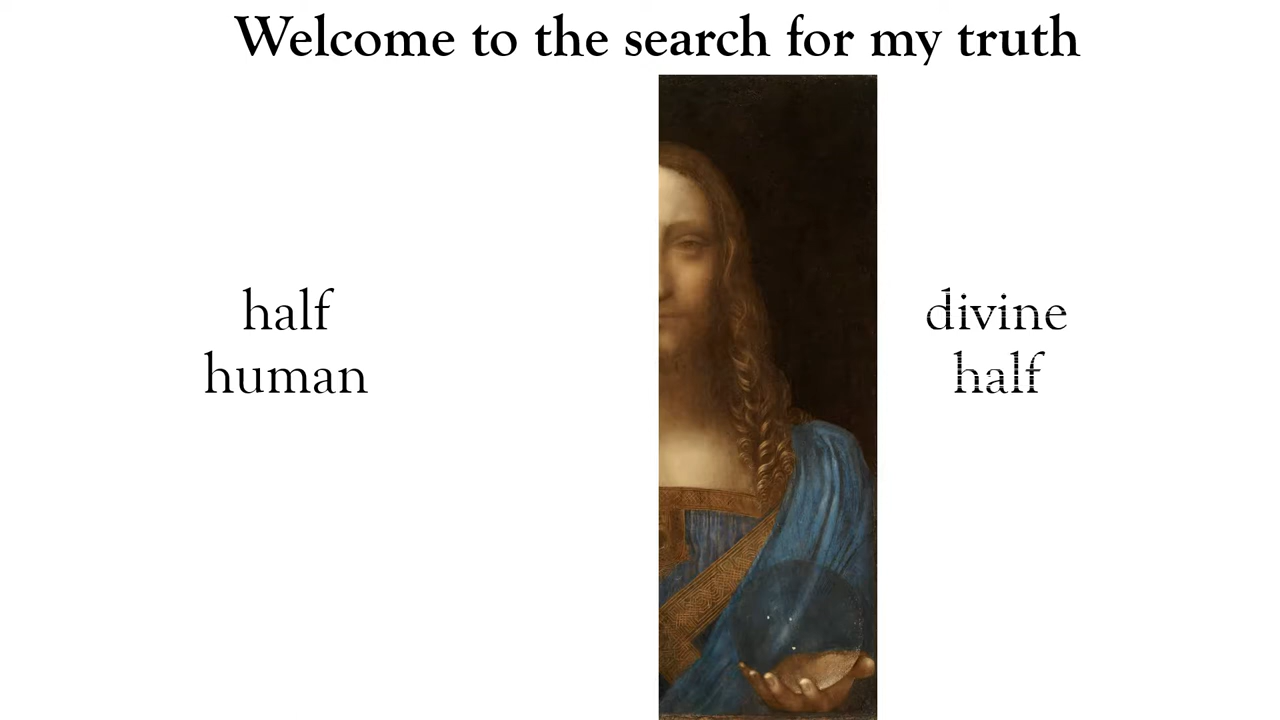 Welcome to the search for my truth
half
human
divine
half